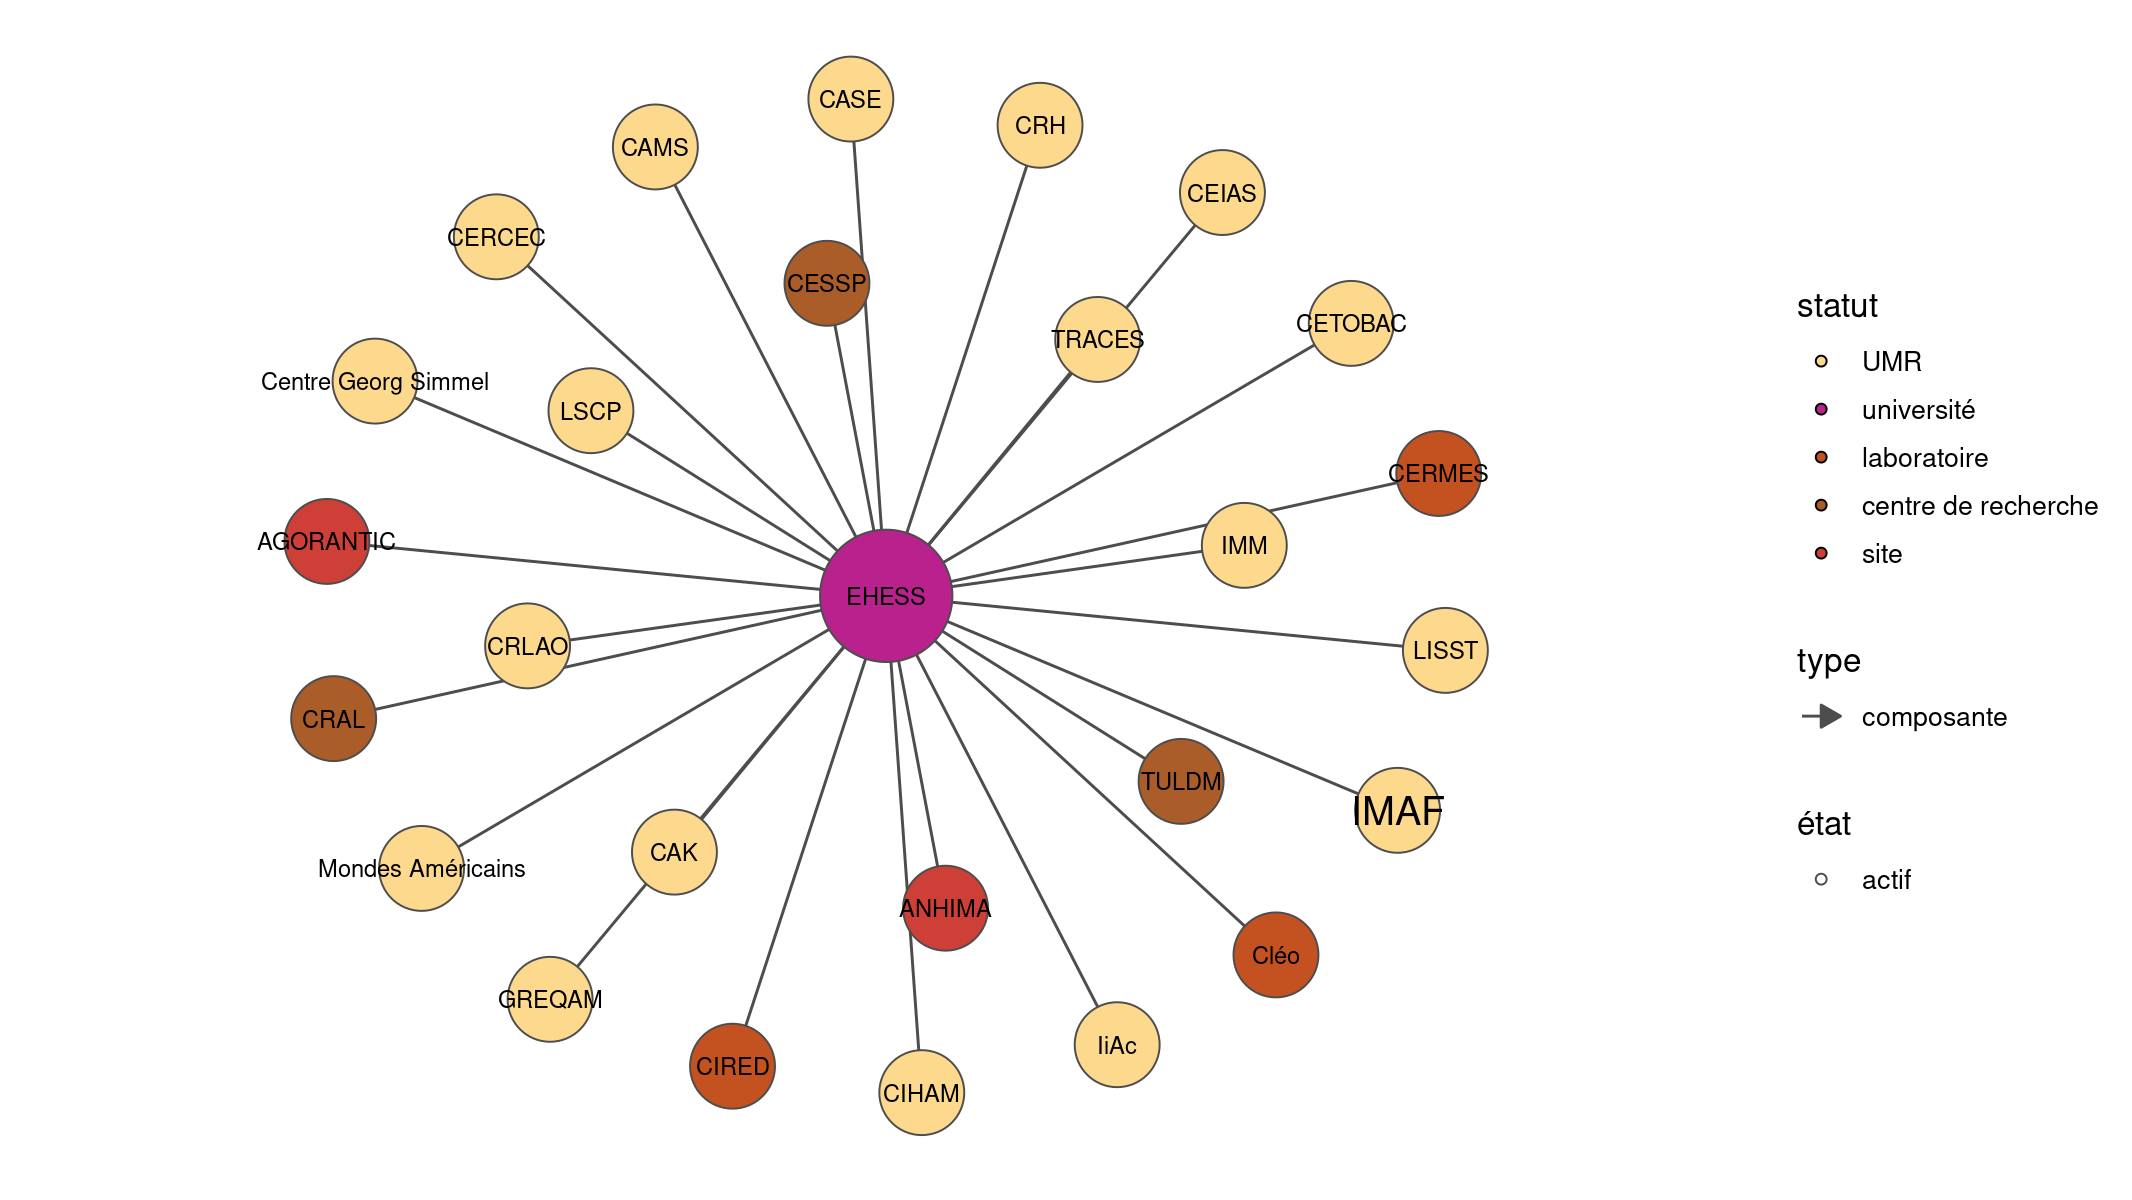 CASE
CRH
CAMS
CEIAS
CERCEC
CESSP
CETOBAC
TRACES
Centre Georg Simmel
LSCP
CERMES
AGORANTIC
IMM
EHESS
CRLAO
LISST
CRAL
TULDM
IMAF
CAK
Mondes Américains
ANHIMA
Cléo
GREQAM
IiAc
CIRED
CIHAM
statut
UMR
université
laboratoire
centre de recherche
site
type
composante
état
actif